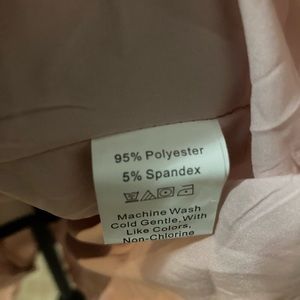 95% Polyester
5% Spandex
Machine Wash
Cold Gentle, With
Like Colors,
Non-Chlorine